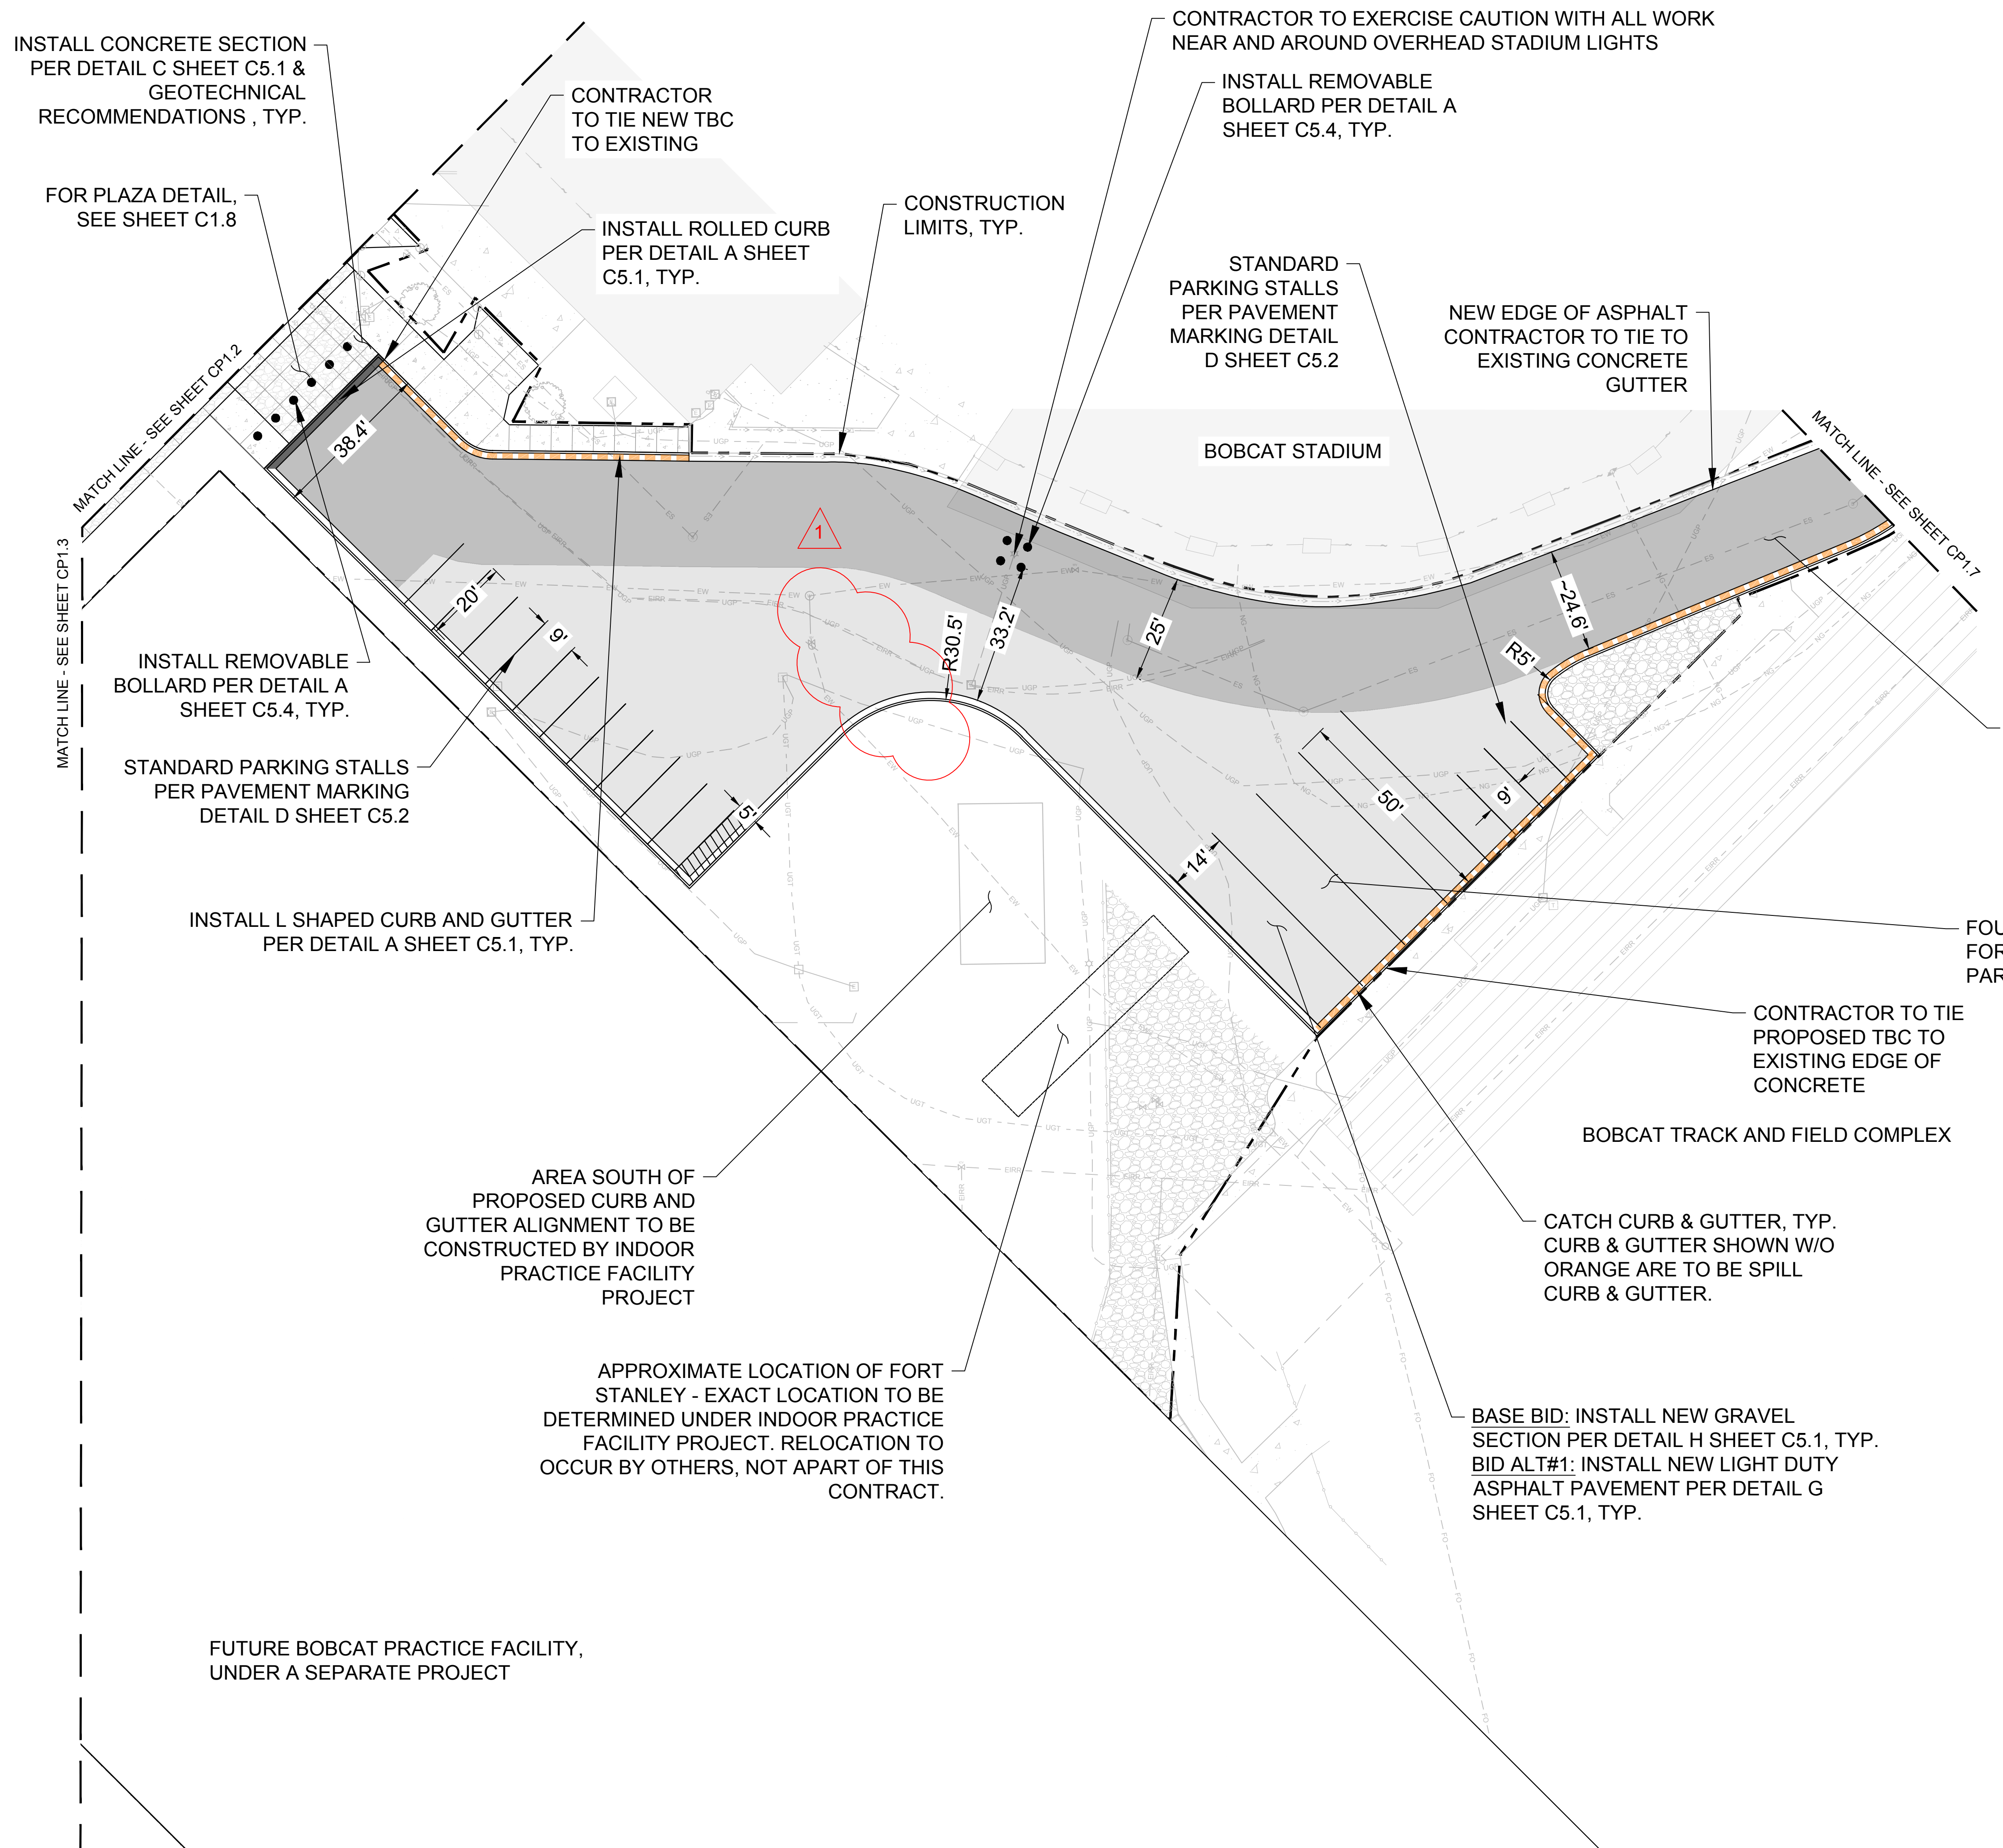 CONTRACTOR TO EXERCISE CAUTION WITH ALL WORK
NEAR AND AROUND OVERHEAD STADIUM LIGHTS
INSTALL CONCRETE SECTION
PER DETAIL C SHEET C5.1 &
GEOTECHNICAL
RECOMMENDATIONS , TYP.
CONTRACTOR
TO TIE NEW TBC
TO EXISTING
INSTALL REMOVABLE
BOLLARD PER DETAIL A
SHEET C5.4, TYP.
FOR PLAZA DETAIL,
SEE SHEET C1.8
INSTALL ROLLED CURB
PER DETAIL A SHEET
C5.1, TYP.
CONSTRUCTION
LIMITS, TYP.
STANDARD
PARKING STALLS
PER PAVEMENT
MARKING DETAIL
D SHEET C5.2
NEW EDGE OF ASPHALT
CONTRACTOR TO TIE TO
EXISTING CONCRETE
GUTTER
MATCH LINE - SEE SHEET CP1.2
MATCH LINE - SEE SHEET CP1.3
MATCH LINE - SEE SHEET CP1.7
BOBCAT STADIUM
38.4'
1
20'
9'
R30.5'
33.2'
25'
~24.6'
R5'
INSTALL REMOVABLE
BOLLARD PER DETAIL A
SHEET C5.4, TYP.
STANDARD PARKING STALLS
PER PAVEMENT MARKING
DETAIL D SHEET C5.2
5'
14'
50'
9'
INSTALL L SHAPED CURB AND GUTTER
PER DETAIL A SHEET C5.1, TYP.
FOU
FOR
PAR
CONTRACTOR TO TIE
PROPOSED TBC TO
EXISTING EDGE OF
CONCRETE
BOBCAT TRACK AND FIELD COMPLEX
AREA SOUTH OF
PROPOSED CURB AND
GUTTER ALIGNMENT TO BE
CONSTRUCTED BY INDOOR
PRACTICE FACILITY
PROJECT
CATCH CURB & GUTTER, TYP.
CURB & GUTTER SHOWN W/O
ORANGE ARE TO BE SPILL
CURB & GUTTER.
APPROXIMATE LOCATION OF FORT
STANLEY - EXACT LOCATION TO BE
DETERMINED UNDER INDOOR PRACTICE
FACILITY PROJECT. RELOCATION TO
OCCUR BY OTHERS, NOT APART OF THIS
CONTRACT.
BASE BID: INSTALL NEW GRAVEL
SECTION PER DETAIL H SHEET C5.1, TYP.
BID ALT#1: INSTALL NEW LIGHT DUTY
ASPHALT PAVEMENT PER DETAIL G
SHEET C5.1, TYP.
FUTURE BOBCAT PRACTICE FACILITY,
UNDER A SEPARATE PROJECT